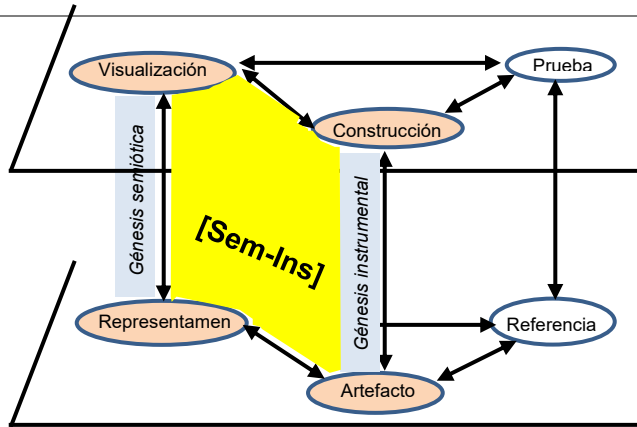 Visualización
Prueba
Construcción
Génesis semiótica
[Sem-Ins]
Génesis instrumental
Representamen
Referencia
Artefacto